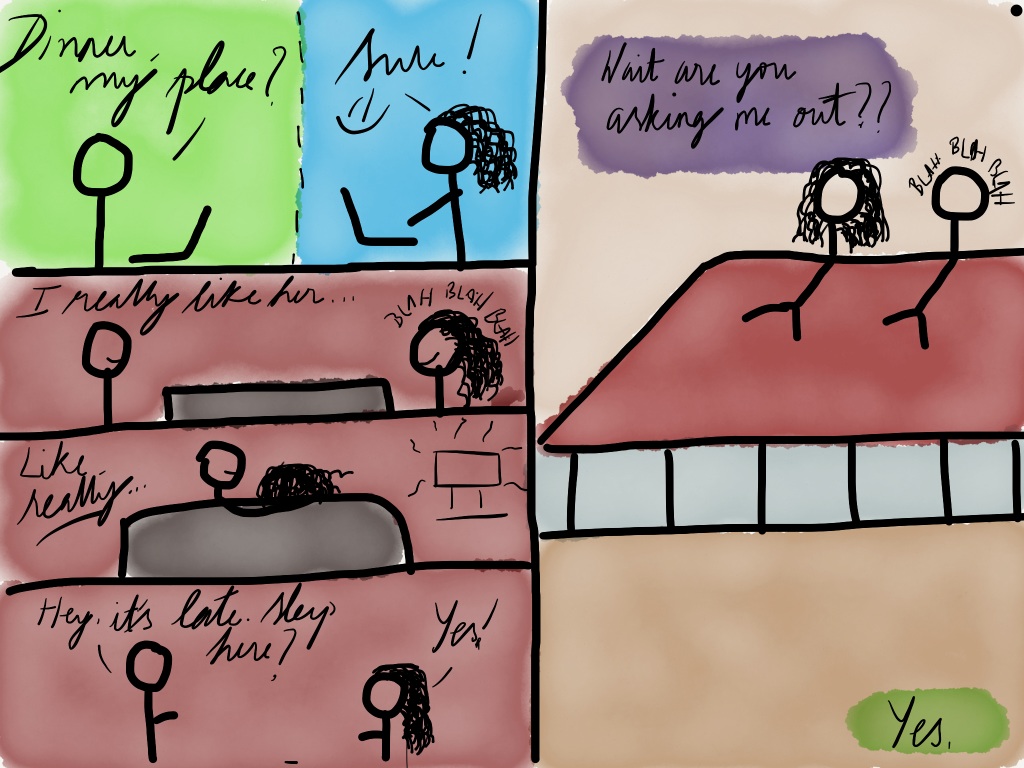 Dinner,
my place?
Sure!
I really like her...
BLAH BLAH BLAH
Like
really...
Hey, it's late. Sleep
here?
Yes!
Wait are you
asking me out??
BLAH BLAH BLAH
Yes.